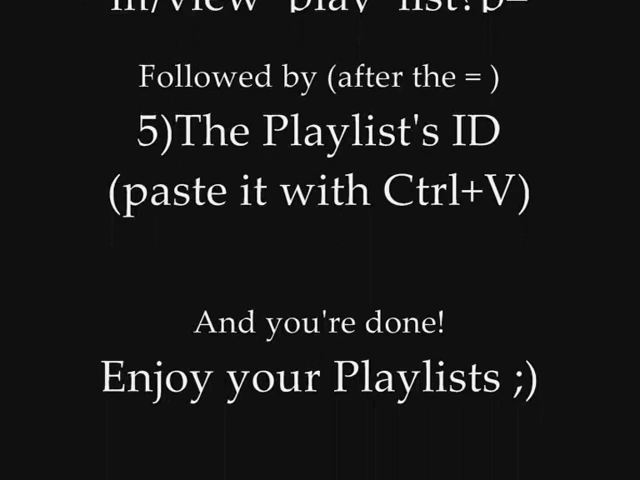 m/view_play_list?p=
Followed by (after the = )
5)The Playlist's ID
(paste it with Ctrl+V)
And you're done!
Enjoy your Playlists ;)